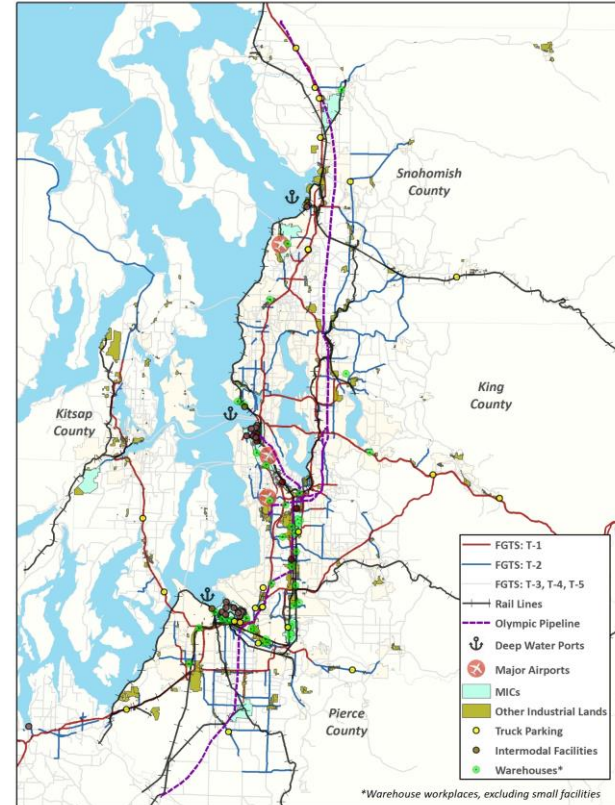 Snohomish
County
King
County
Kitsap
County
Pierce
County
FGTS: T-1
FGTS: T-2
FGTS: T-3, T-4, T-5
Rail Lines
Olympic Pipeline
Deep Water Ports
Major Airports
MICs
Other Industrial Lands
Truck Parking
Intermodal Facilities
Warehouses*
*Warehouse workplaces, excluding small facilities